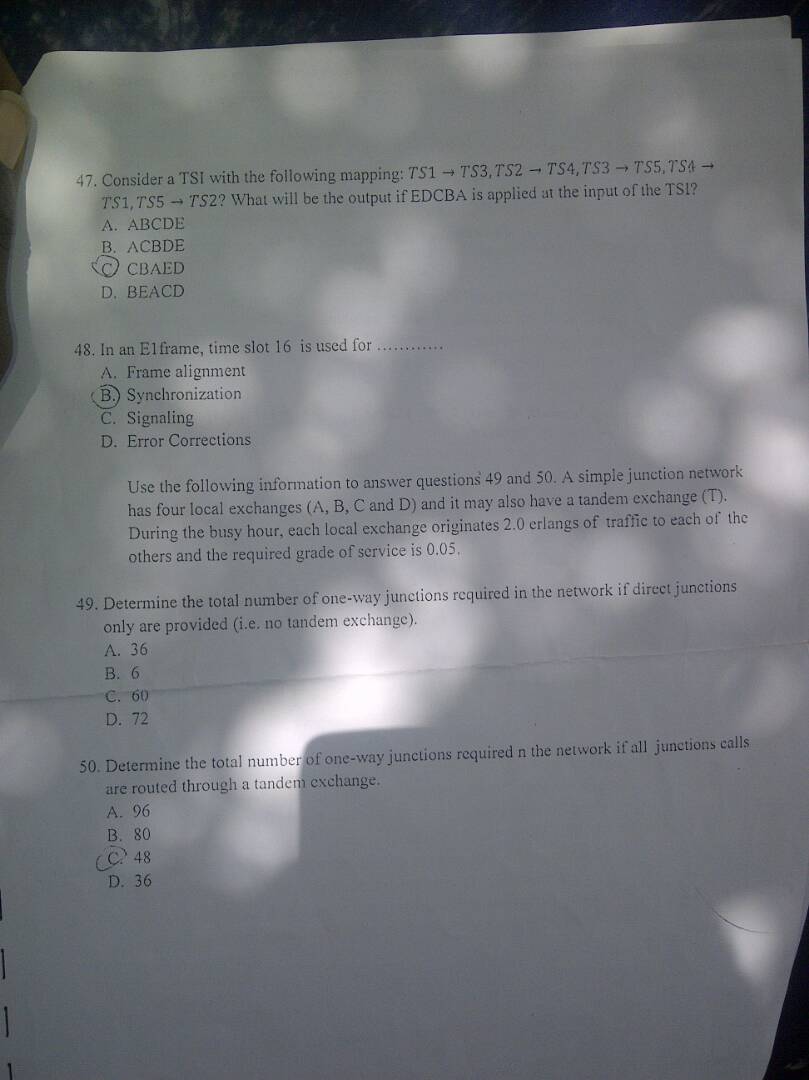 47. Consider a TSI with the following mapping: TS1 → TS3, TS2 → TS4, TS3 → TS5, TS4 →
TS1, TS5 → TS2? What will be the output if EDCBA is applied at the input of the TSI?
A. ABCDE
B. ACBDE
C. CBAED
D. BEACD
48. In an E1frame, time slot 16 is used for ............
A. Frame alignment
B. Synchronization
C. Signaling
D. Error Corrections
Use the following information to answer questions 49 and 50. A simple junction network
has four local exchanges (A, B, C and D) and it may also have a tandem exchange (T).
During the busy hour, each local exchange originates 2.0 erlangs of traffic to each of the
others and the required grade of service is 0.05.
49. Determine the total number of one-way junctions required in the network if direct junctions
only are provided (i.e. no tandem exchange).
A. 36
B. 6
C. 60
D. 72
50. Determine the total number of one-way junctions required n the network if all junctions calls
are routed through a tandem exchange.
A. 96
B. 80
C. 48
D. 36